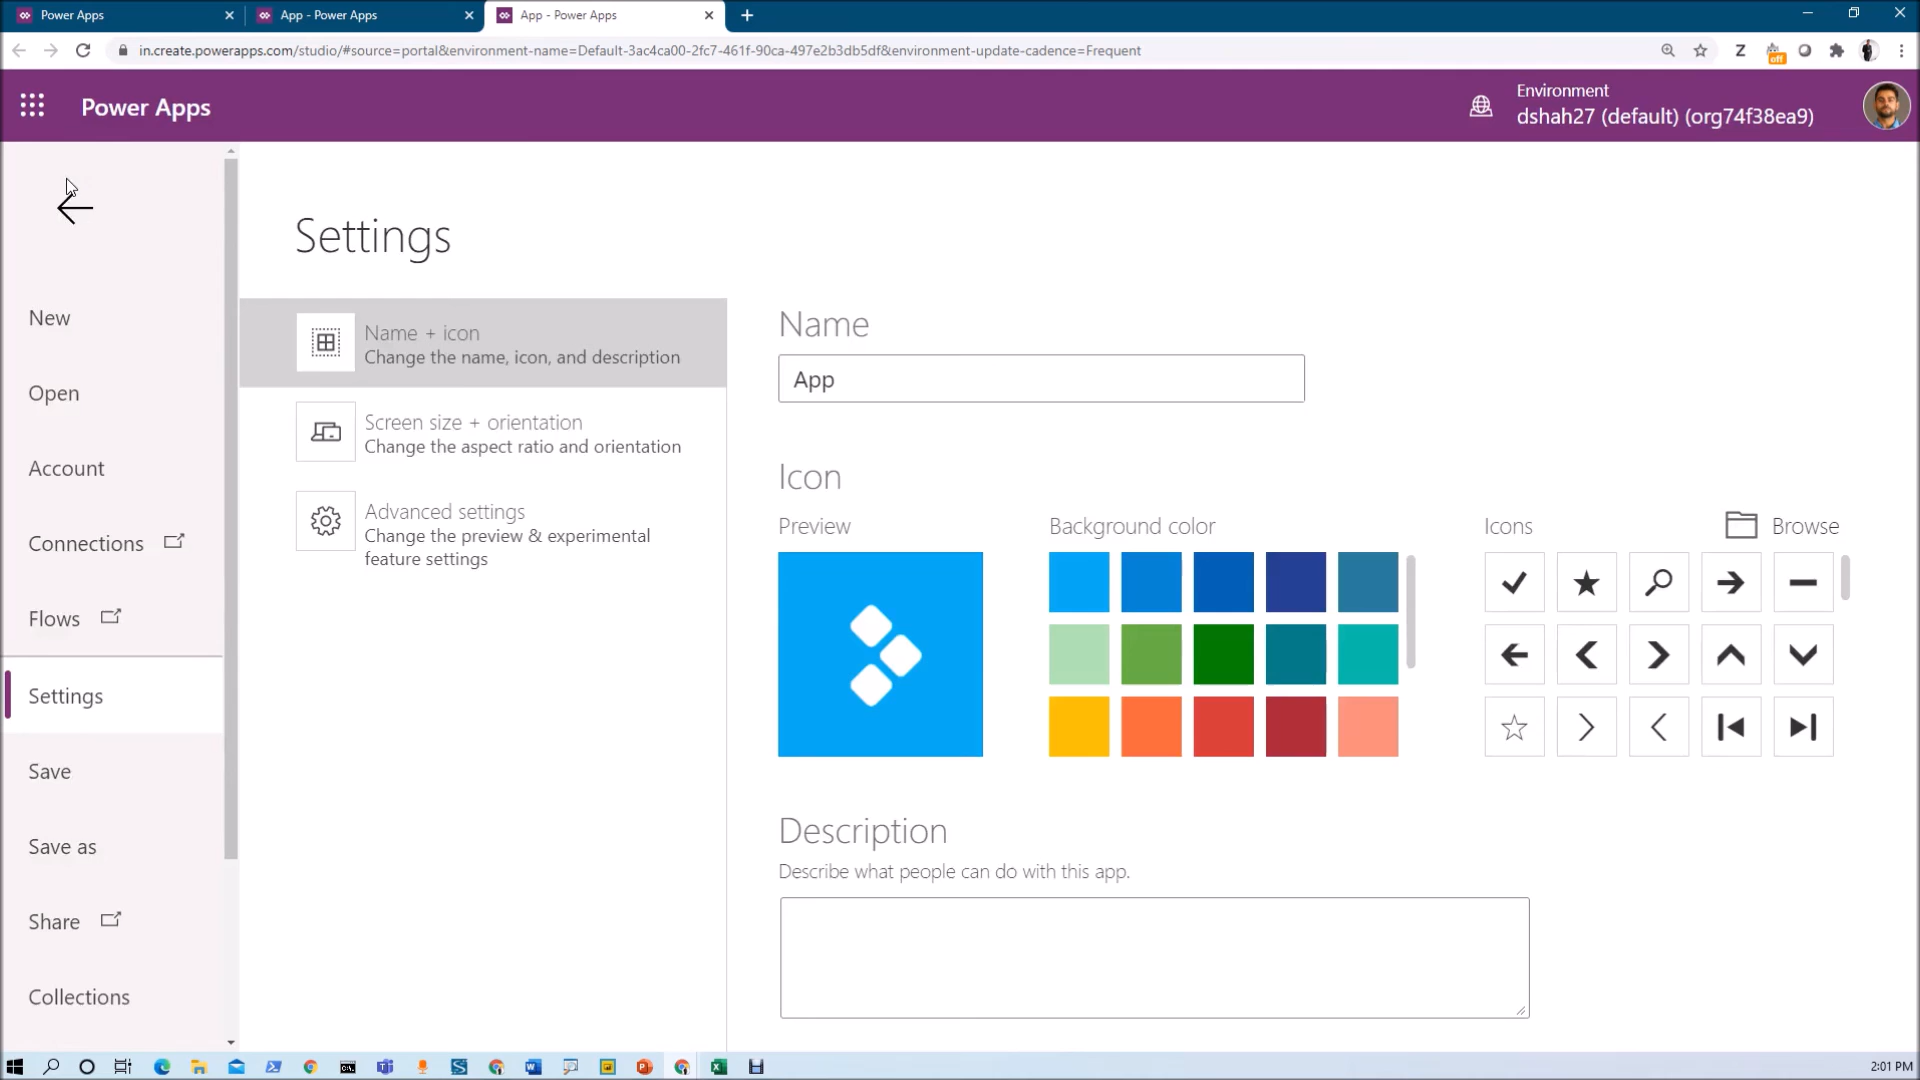 Power Apps
App - Power Apps
App - Power Apps
in.create.powerapps.com/studio/#source=portal&environment-name=Default-3ac4ca00-2fc7-461f-90ca-497e2b3db5df&environment-update-cadence=Frequent
Z
off
Power Apps
Environment
dshah27 (default) (org74f38ea9)
New
Open
Account
Connections
Flows
Settings
Save
Save as
Share
Collections
Settings
Name + icon
Change the name, icon, and description
Screen size + orientation
Change the aspect ratio and orientation
Advanced settings
Change the preview & experimental
feature settings
Name
App
Icon
Preview
Background color
Icons
Browse
Description
Describe what people can do with this app.
2:01 PM